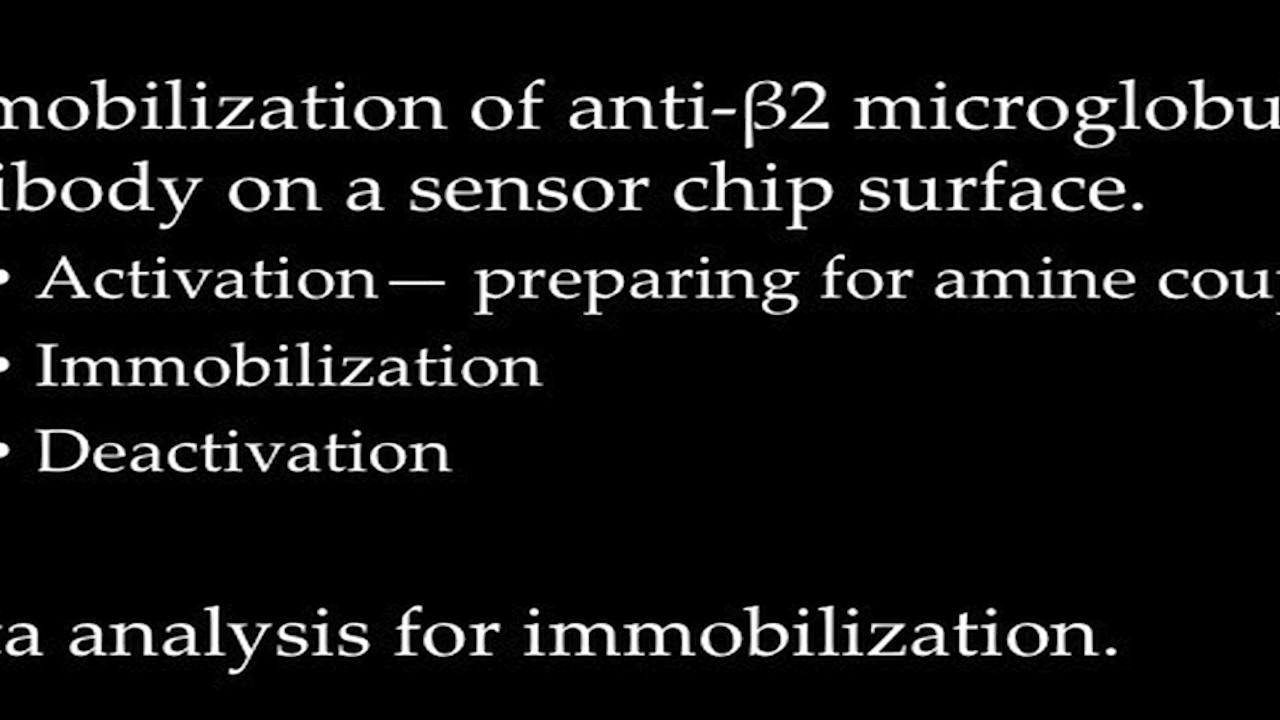 mobilization of anti-β2 microglobu
ibody on a sensor chip surface.
• Activation— preparing for amine cou
• Immobilization
• Deactivation
a analysis for immobilization.